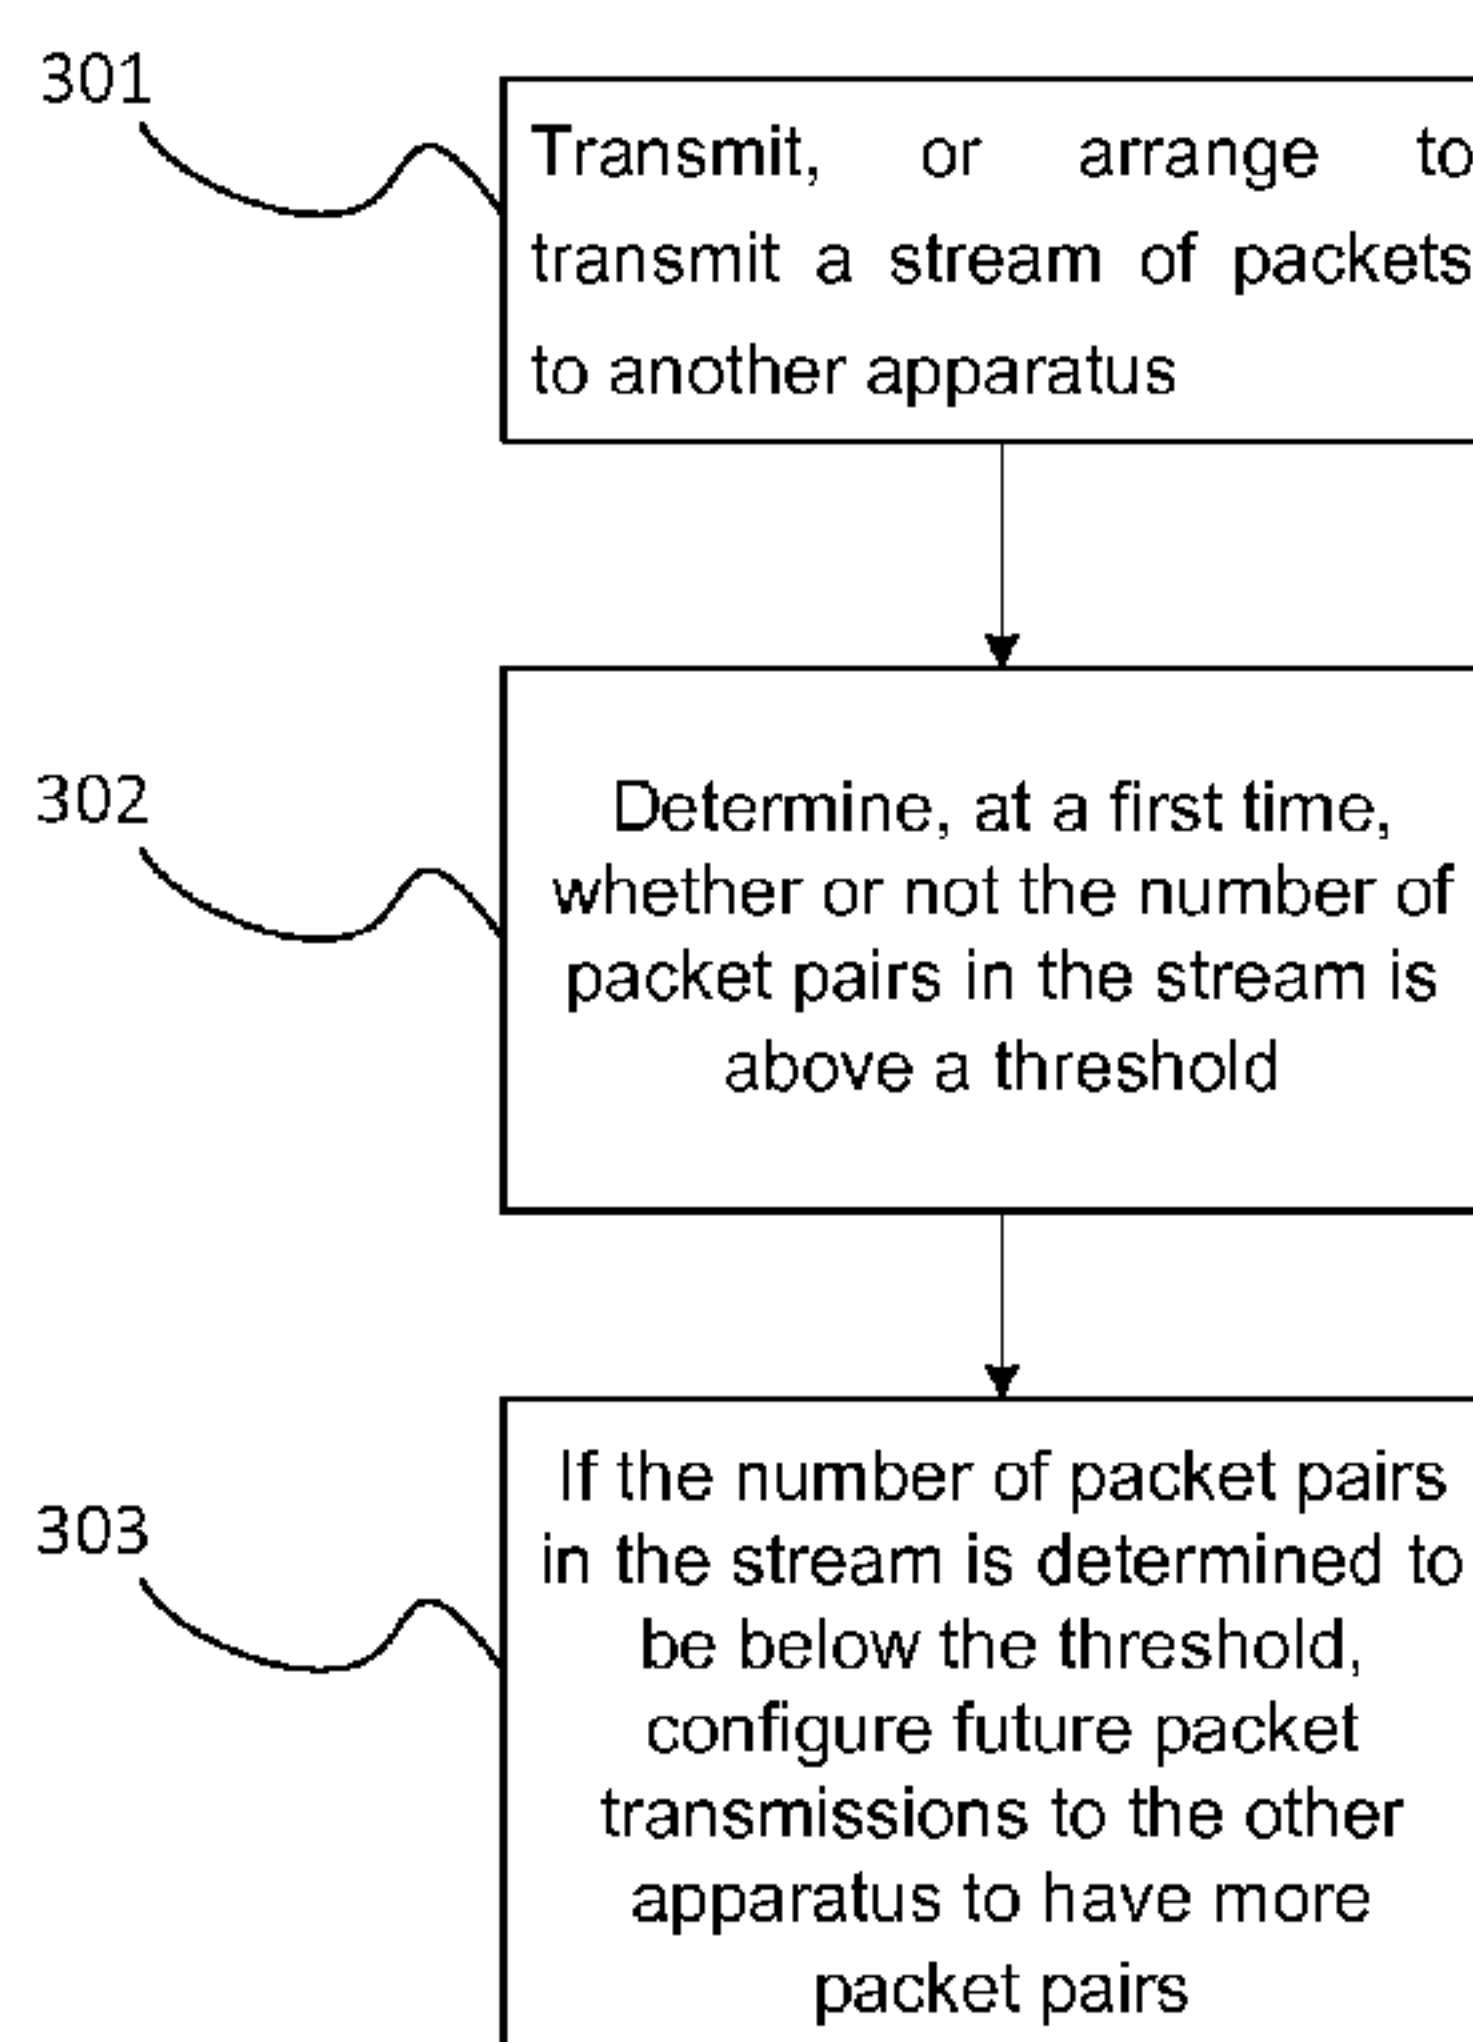 301
Transmit, or arrange to
transmit a stream of packets
to another apparatus
302
Determine, at a first time,
whether or not the number of
packet pairs in the stream is
above a threshold
303
If the number of packet pairs
in the stream is determined to
be below the threshold,
configure future packet
transmissions to the other
apparatus to have more
packet pairs